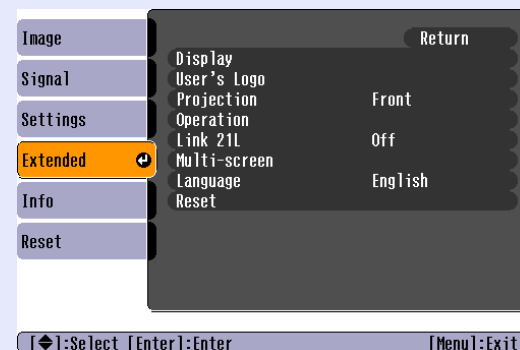 Image
Signal
Settings
Extended
Info
Reset
Return
Display
User's Logo
Projection Front
Operation
Link 21L Off
Multi-screen
Language English
Reset
[◆]:Select [Enter]:Enter [Menu]:Exit